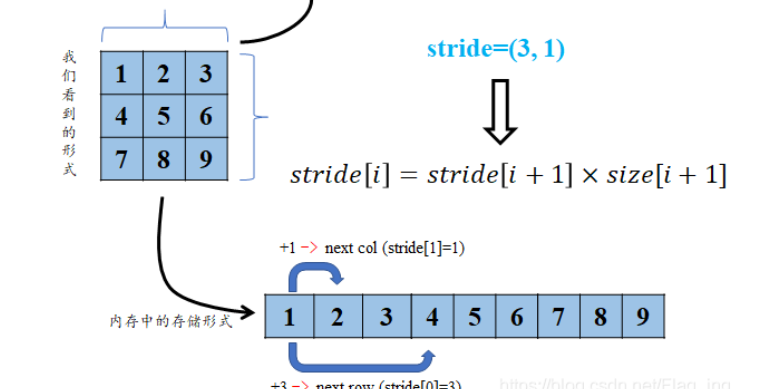 我们看到的形式
1 2 3
4 5 6
7 8 9
stride=(3, 1)
stride[i] = stride[i + 1] × size[i + 1]
+1 -> next col (stride[1]=1)
内存中的存储形式
1 2 3 4 5 6 7 8 9
+3 -> next row (stride[0]=3)
https://blog.csdn.net/Flag_ing